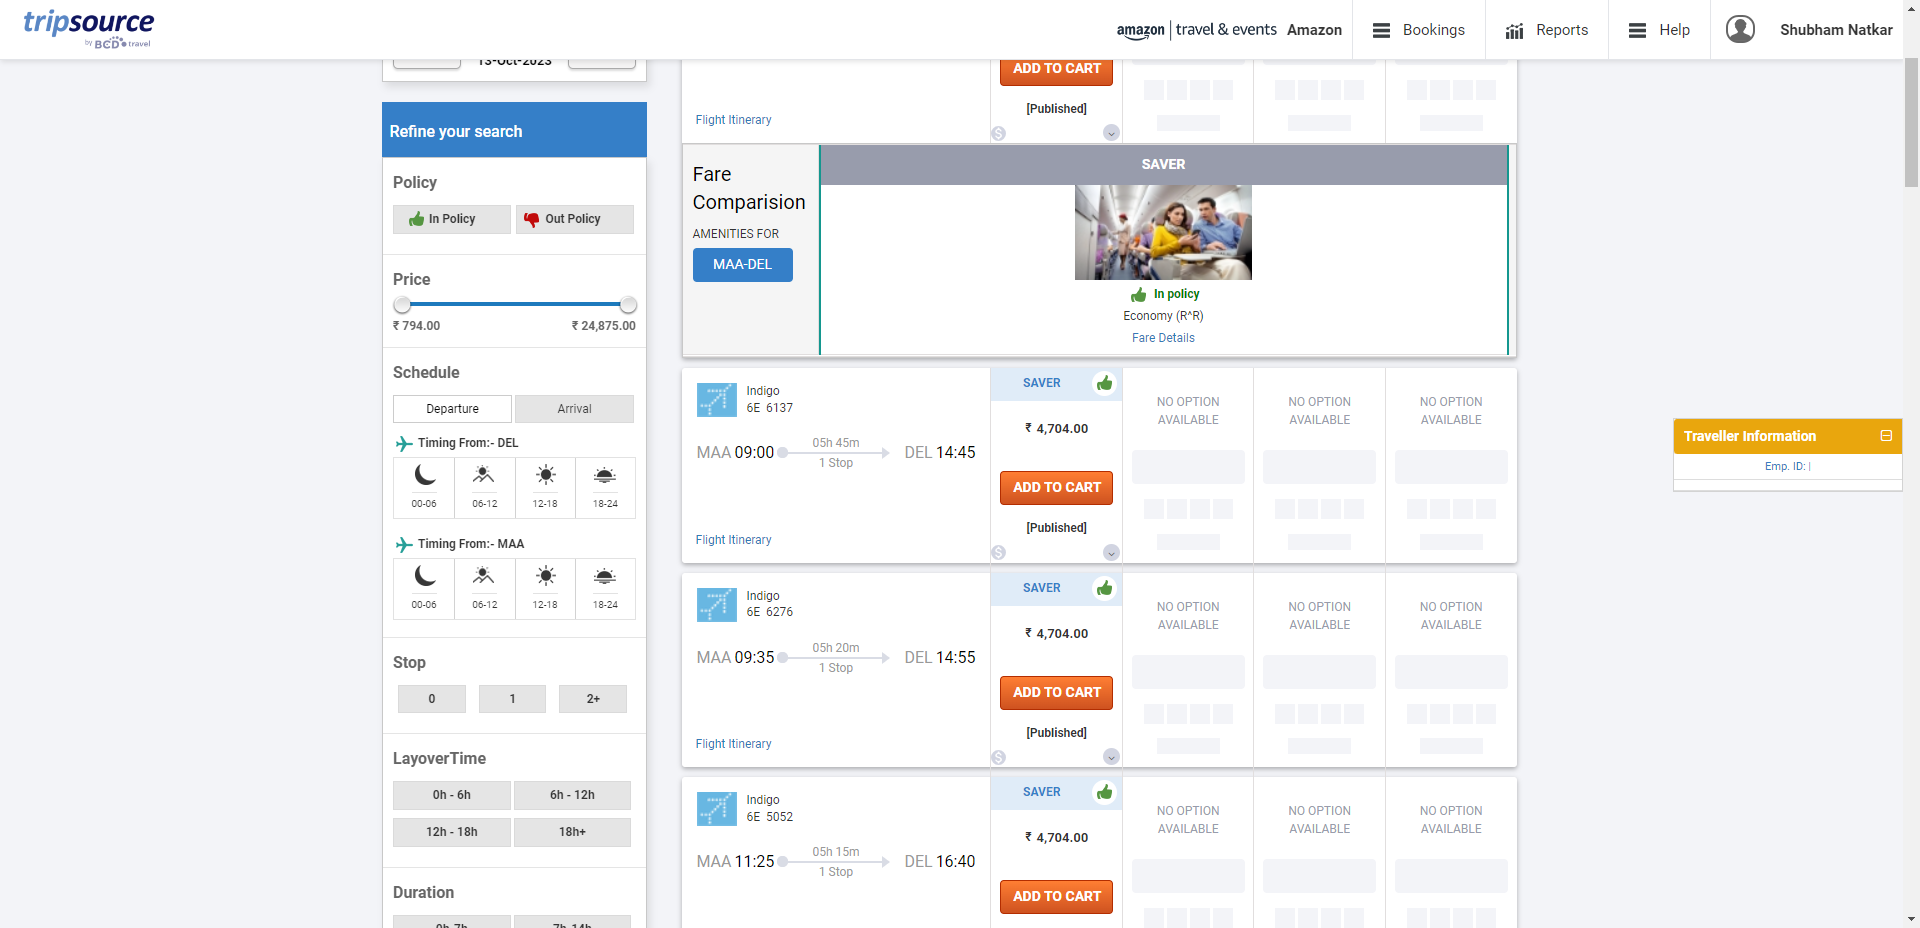 tripsource
by BCD travel
amazon | travel & events Amazon
Bookings
Reports
Help
Shubham Natkar
13-Oct-2023
Refine your search
Policy
In Policy
Out Policy
Price
₹ 794.00
₹ 24,875.00
Schedule
Departure
Arrival
Timing From:- DEL
00-06
06-12
12-18
18-24
Timing From:- MAA
00-06
06-12
12-18
18-24
Stop
0
1
2+
LayoverTime
0h - 6h
6h - 12h
12h - 18h
18h+
Duration
0h-7h
7h-14h
ADD TO CART
[Published]
Flight Itinerary
$
Fare
Comparision
AMENITIES FOR
MAA-DEL
SAVER
In policy
Economy (R^R)
Fare Details
Indigo
6E 6137
MAA 09:00
05h 45m
1 Stop
DEL 14:45
Flight Itinerary
SAVER
₹ 4,704.00
ADD TO CART
[Published]
$
NO OPTION
AVAILABLE
NO OPTION
AVAILABLE
NO OPTION
AVAILABLE
Indigo
6E 6276
MAA 09:35
05h 20m
1 Stop
DEL 14:55
Flight Itinerary
SAVER
₹ 4,704.00
ADD TO CART
[Published]
$
NO OPTION
AVAILABLE
NO OPTION
AVAILABLE
NO OPTION
AVAILABLE
Indigo
6E 5052
MAA 11:25
05h 15m
1 Stop
DEL 16:40
SAVER
₹ 4,704.00
ADD TO CART
NO OPTION
AVAILABLE
NO OPTION
AVAILABLE
NO OPTION
AVAILABLE
Traveller Information
Emp. ID: |